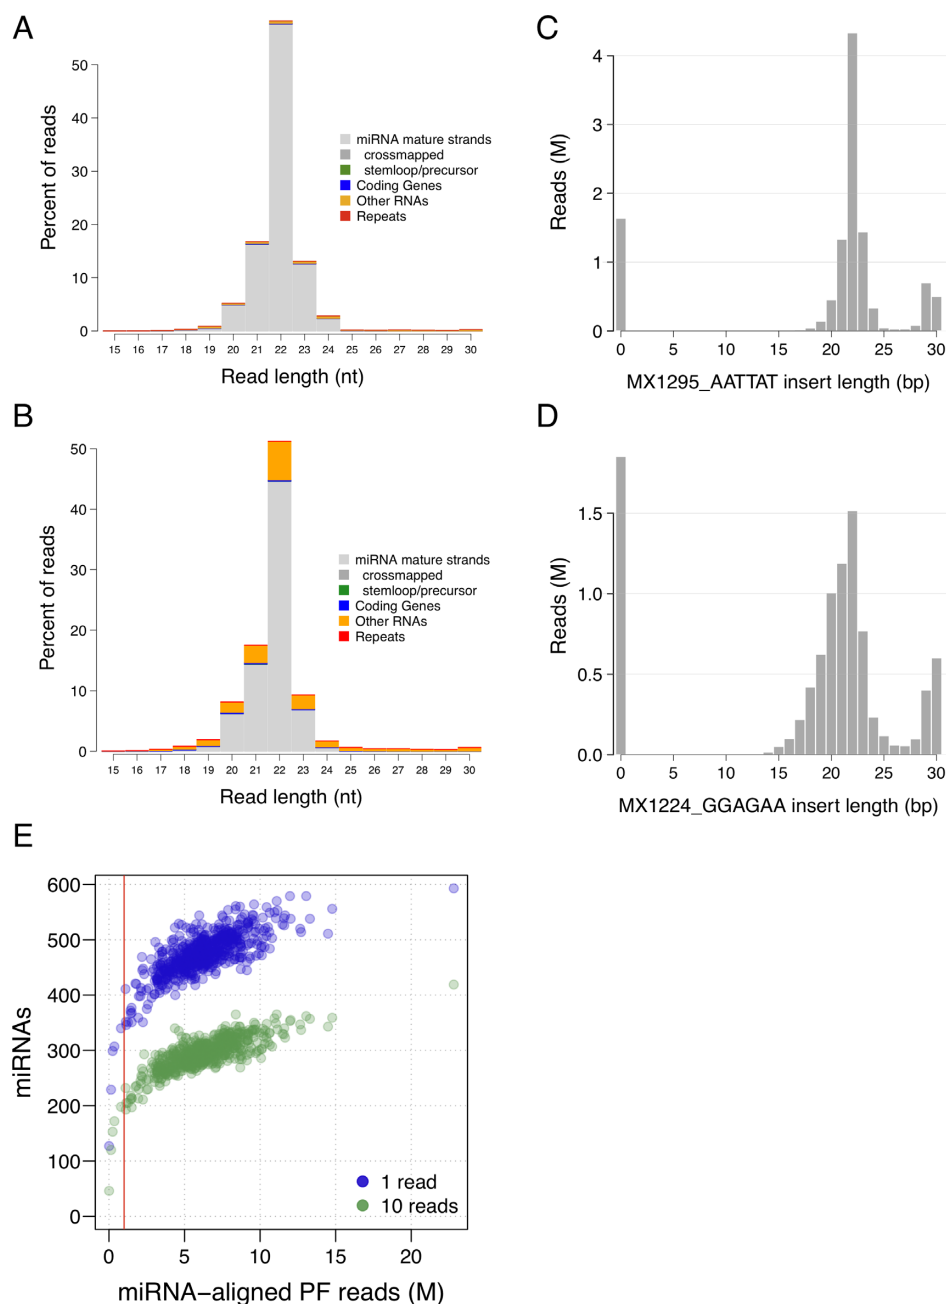 A
50
40
30
20
10
0
Percent of reads
miRNA mature strands
crossmapped
stemloop/precursor
Coding Genes
Other RNAs
Repeats
15 16 17 18 19 20 21 22 23 24 25 26 27 28 29 30
Read length (nt)
C
4
3
2
1
0
Reads (M)
0 5 10 15 20 25 30
MX1295_AATTAT insert length (bp)
B
50
40
30
20
10
0
Percent of reads
miRNA mature strands
crossmapped
stemloop/precursor
Coding Genes
Other RNAs
Repeats
15 16 17 18 19 20 21 22 23 24 25 26 27 28 29 30
Read length (nt)
D
1.5
1.0
0.5
0.0
Reads (M)
0 5 10 15 20 25 30
MX1224_GGAGAA insert length (bp)
E
600
500
400
300
200
100
0
miRNAs
1 read
10 reads
0 5 10 15 20
miRNA−aligned PF reads (M)